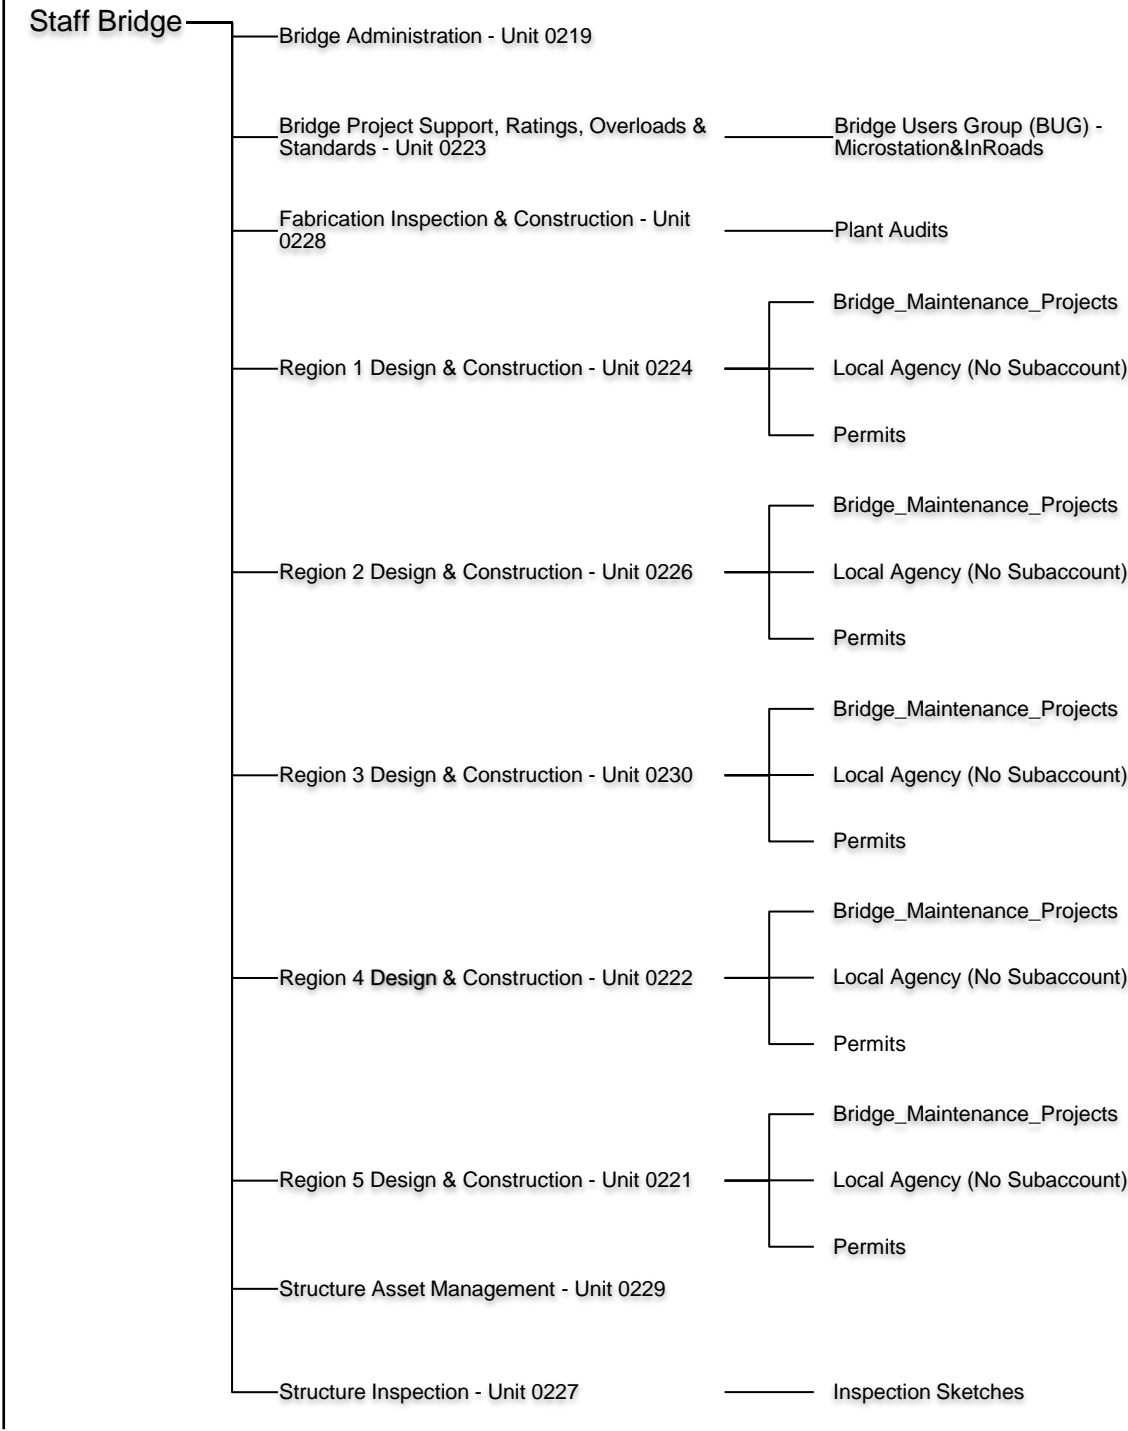 Staff Bridge
Bridge Administration - Unit 0219
Bridge Project Support, Ratings, Overloads &
Standards - Unit 0223
Bridge Users Group (BUG) -
Microstation&InRoads
Fabrication Inspection & Construction - Unit
0228
Plant Audits
Region 1 Design & Construction - Unit 0224
Bridge_Maintenance_Projects
Local Agency (No Subaccount)
Permits
Region 2 Design & Construction - Unit 0226
Bridge_Maintenance_Projects
Local Agency (No Subaccount)
Permits
Region 3 Design & Construction - Unit 0230
Bridge_Maintenance_Projects
Local Agency (No Subaccount)
Permits
Region 4 Design & Construction - Unit 0222
Bridge_Maintenance_Projects
Local Agency (No Subaccount)
Permits
Region 5 Design & Construction - Unit 0221
Bridge_Maintenance_Projects
Local Agency (No Subaccount)
Permits
Structure Asset Management - Unit 0229
Structure Inspection - Unit 0227
Inspection Sketches